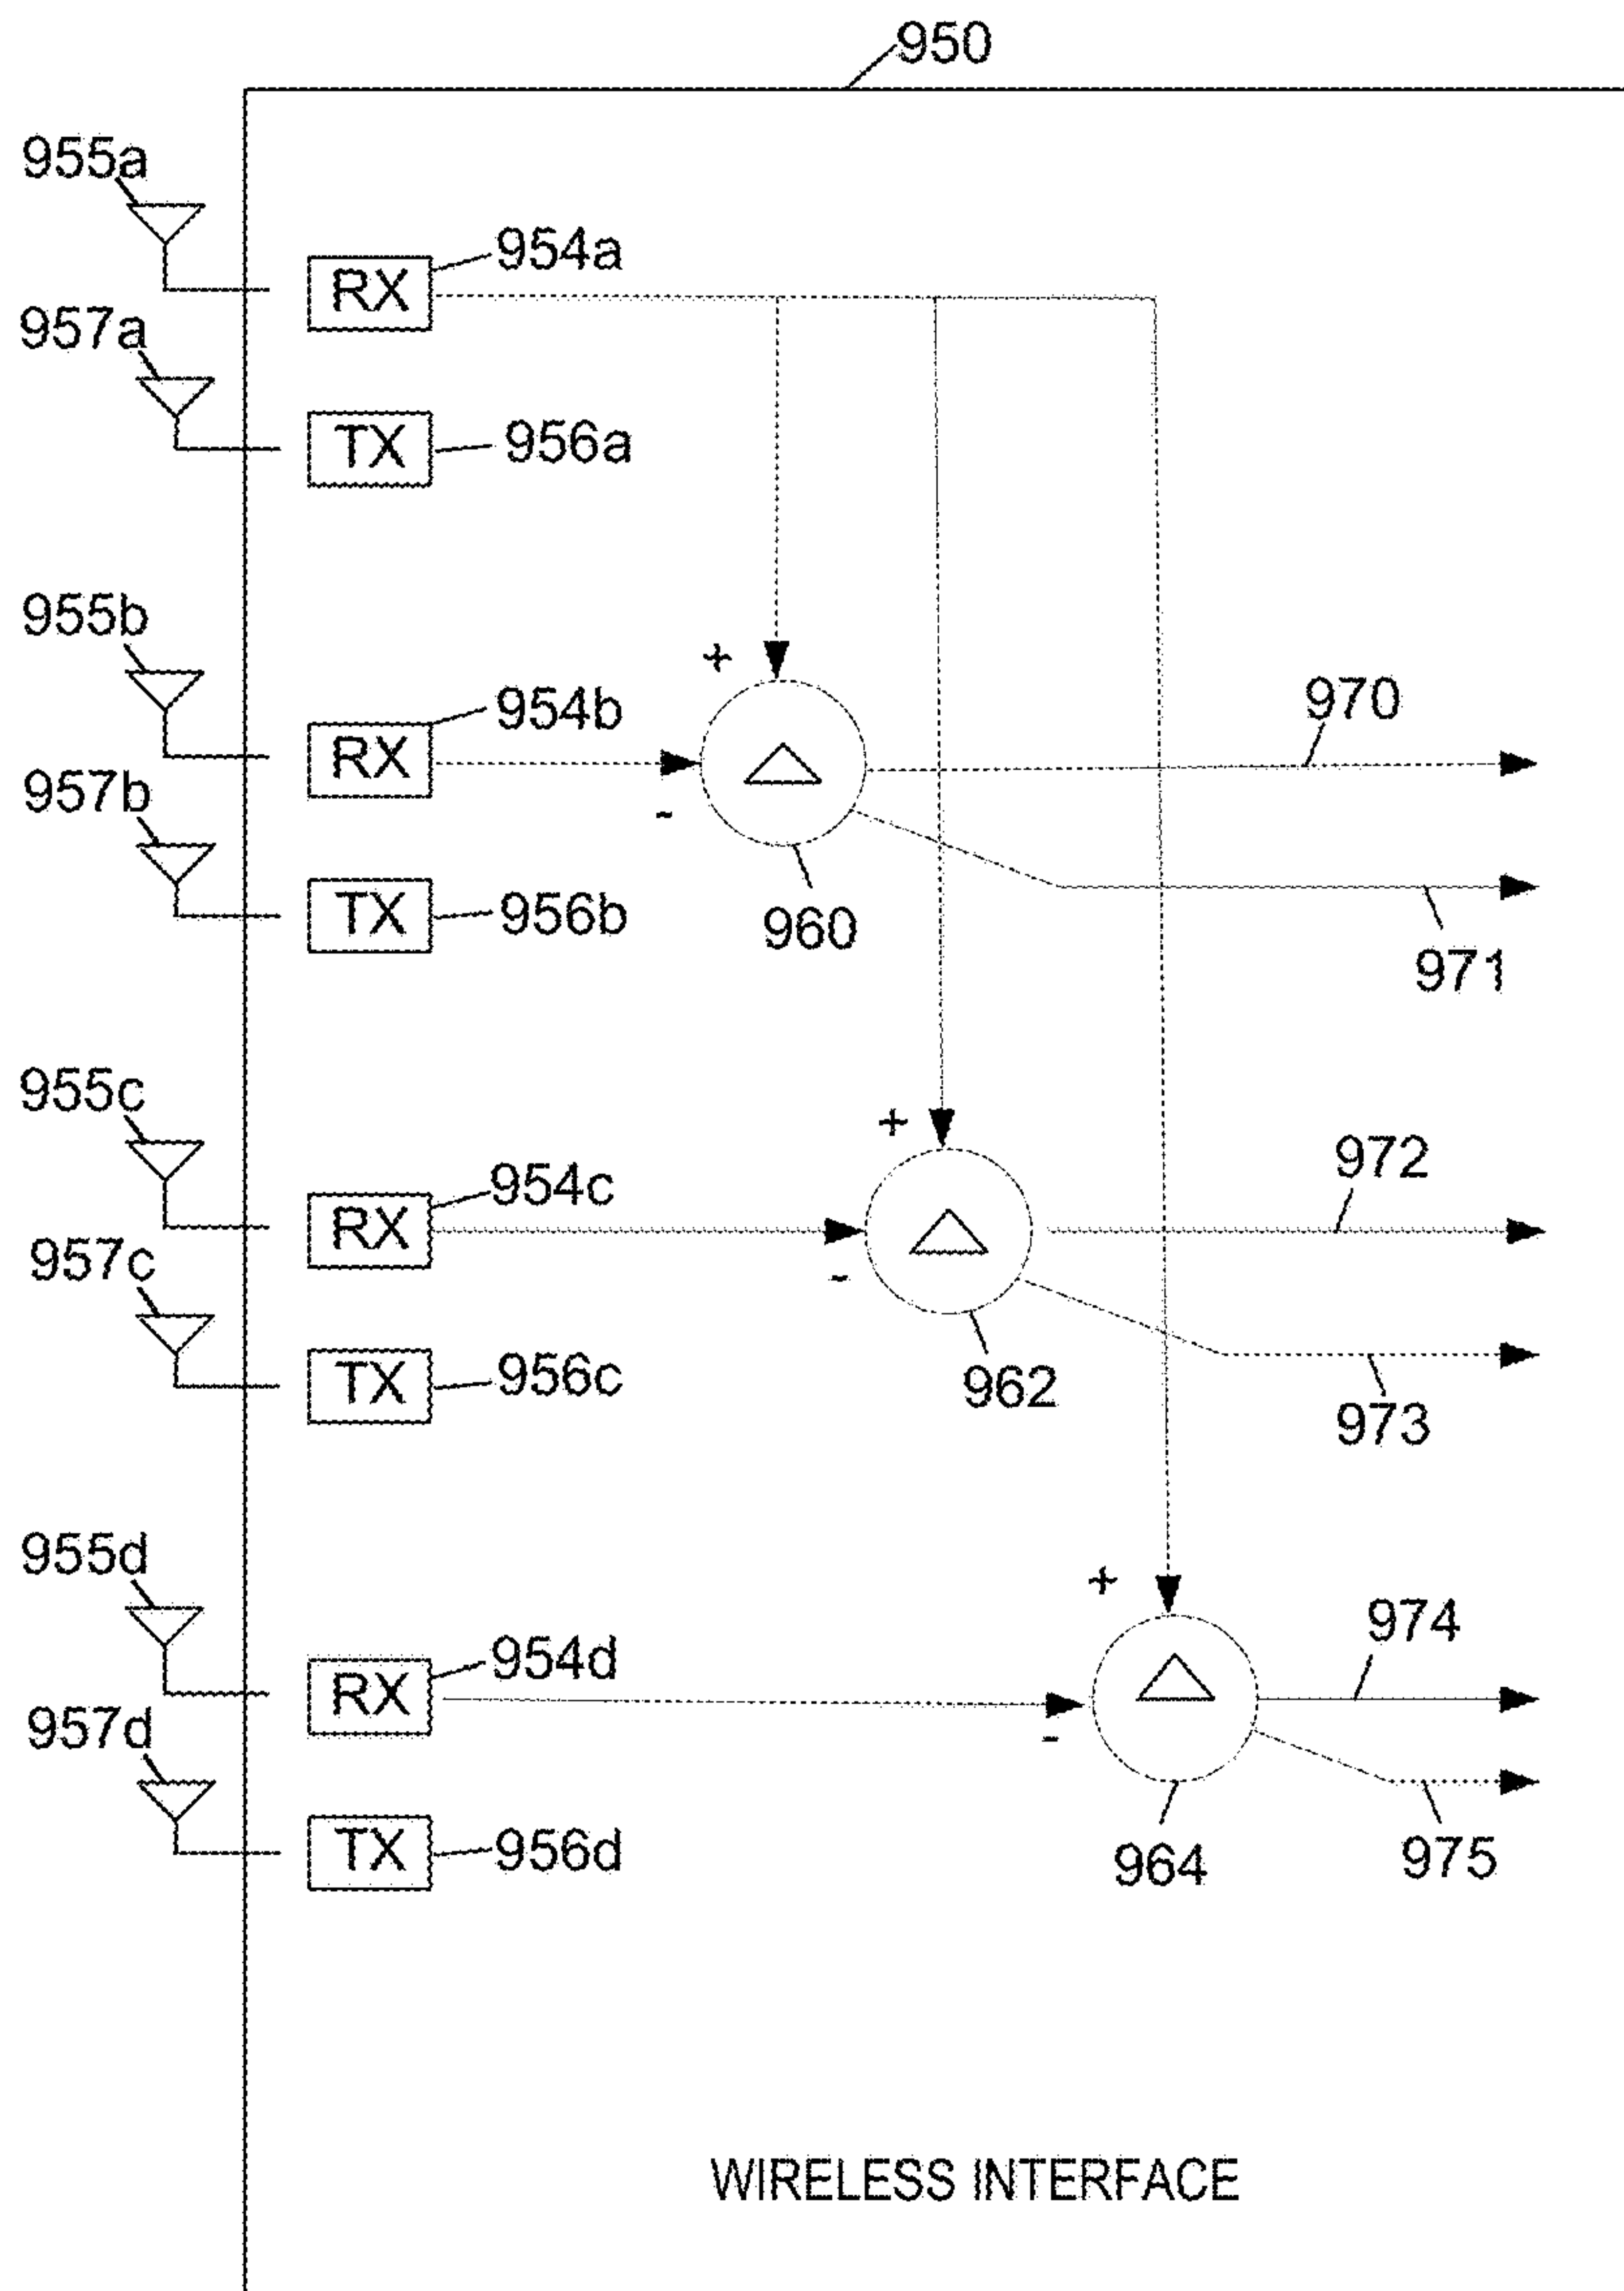 950
955a
954a
RX
957a
956a
TX
955b
+
954b
970
RX
957b
-
956b
TX
960
971
955c
+
954c
972
RX
957c
-
956c
TX
962
973
955d
+
954d
974
RX
957d
-
956d
TX
964
975
WIRELESS INTERFACE